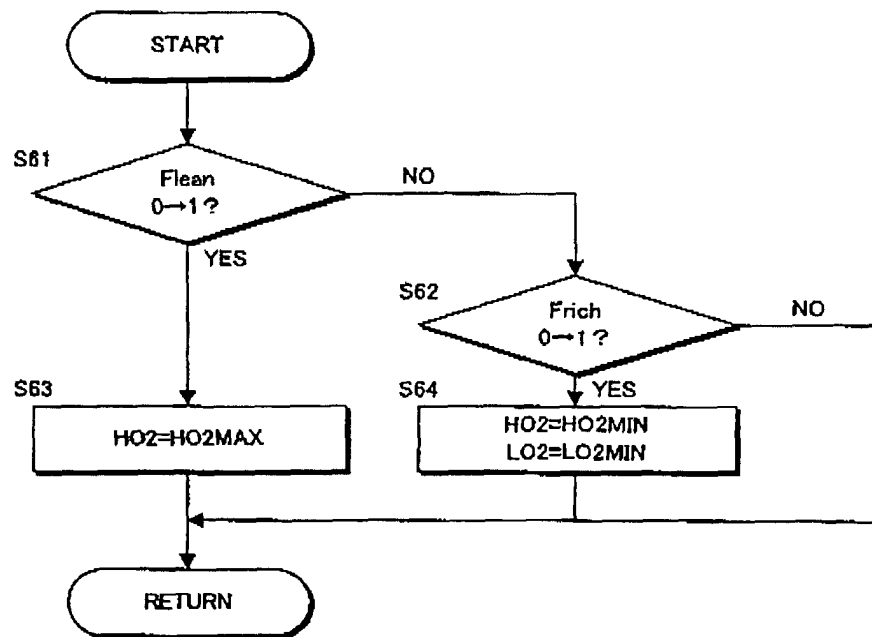 START
S61
Flean
0→1?
NO
YES
S62
Frich
0→1?
NO
YES
S63
HO2=HO2MAX
S64
HO2=HO2MIN
LO2=LO2MIN
RETURN